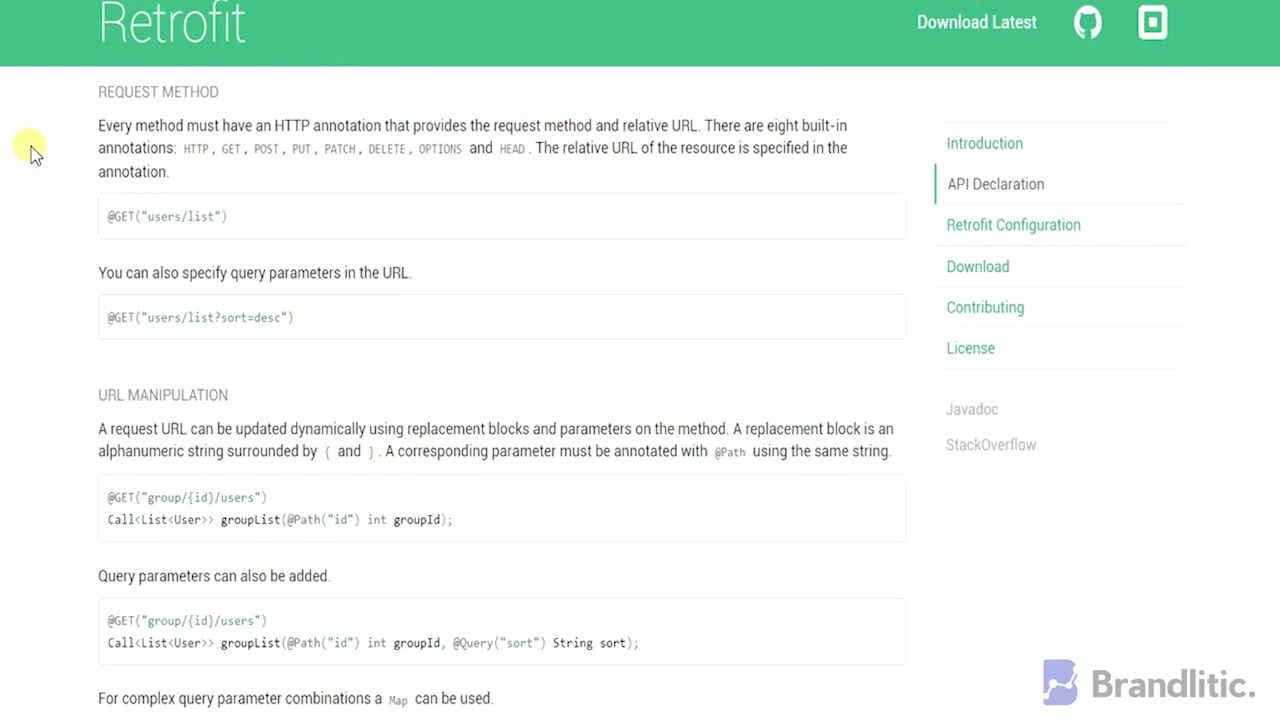 Retrofit
Download Latest
REQUEST METHOD
Every method must have an HTTP annotation that provides the request method and relative URL. There are eight built-in
annotations: HTTP, GET, POST, PUT, PATCH, DELETE, OPTIONS and HEAD. The relative URL of the resource is specified in the
annotation.
@GET("users/list")
You can also specify query parameters in the URL.
@GET("users/list?sort=desc")
URL MANIPULATION
A request URL can be updated dynamically using replacement blocks and parameters on the method. A replacement block is an
alphanumeric string surrounded by { and }. A corresponding parameter must be annotated with @Path using the same string.
@GET("group/{id}/users")
Call<List<User>> groupList(@Path("id") int groupId);
Query parameters can also be added.
@GET("group/{id}/users")
Call<List<User>> groupList(@Path("id") int groupId, @Query("sort") String sort);
For complex query parameter combinations a Map can be used.
Introduction
API Declaration
Retrofit Configuration
Download
Contributing
License
Javadoc
StackOverflow
Brandlitic.